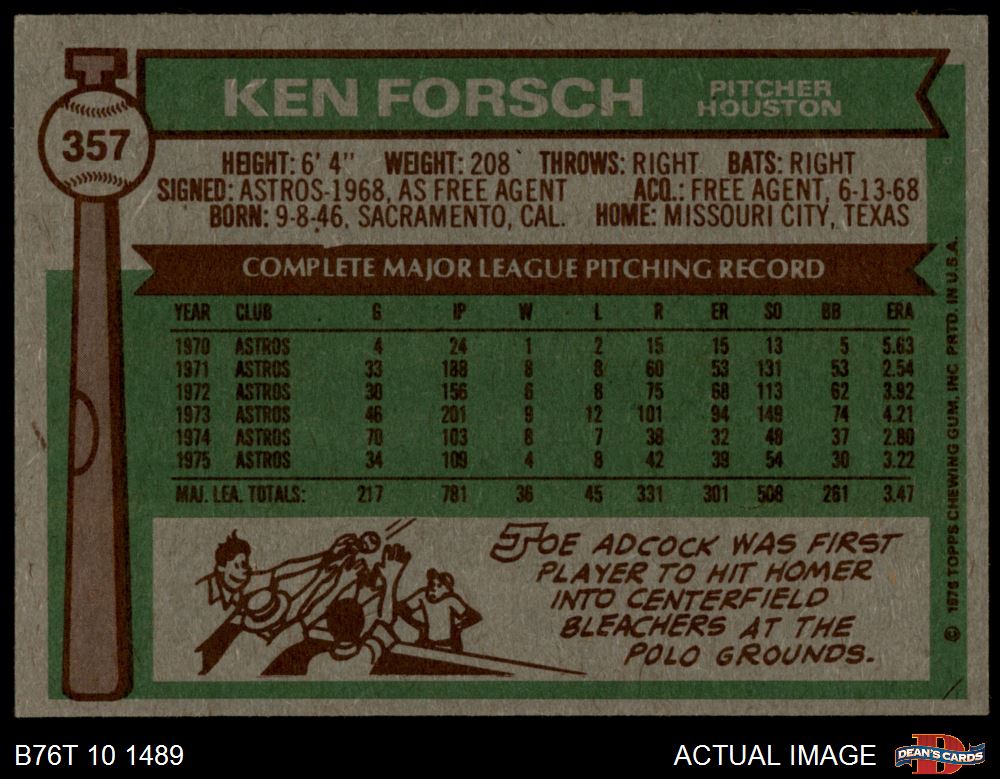 KEN FORSCH PITCHER HOUSTON
357
HEIGHT: 6' 4" WEIGHT: 208 THROWS: RIGHT BATS: RIGHT
SIGNED: ASTROS-1968, AS FREE AGENT ACQ.: FREE AGENT, 6-13-68
BORN: 9-8-46, SACRAMENTO, CAL. HOME: MISSOURI CITY, TEXAS
COMPLETE MAJOR LEAGUE PITCHING RECORD
YEAR CLUB G IP W L R ER SO BB ERA
1970 ASTROS 4 24 1 2 15 15 13 5 5.63
1971 ASTROS 33 188 8 8 60 53 131 53 2.54
1972 ASTROS 30 156 6 8 75 68 113 62 3.92
1973 ASTROS 46 201 9 12 101 94 149 74 4.21
1974 ASTROS 70 103 8 7 38 32 48 37 2.80
1975 ASTROS 34 109 4 8 42 39 54 30 3.22
MAJ. LEA. TOTALS: 217 781 36 45 331 301 508 261 3.47
JOE ADCOCK WAS FIRST
PLAYER TO HIT HOMER
INTO CENTERFIELD
BLEACHERS AT THE
POLO GROUNDS.
© 1976 TOPPS CHEWING GUM, INC. PRTD. IN U.S.A.
B76T 10 1489
ACTUAL IMAGE
DEAN'S CARDS